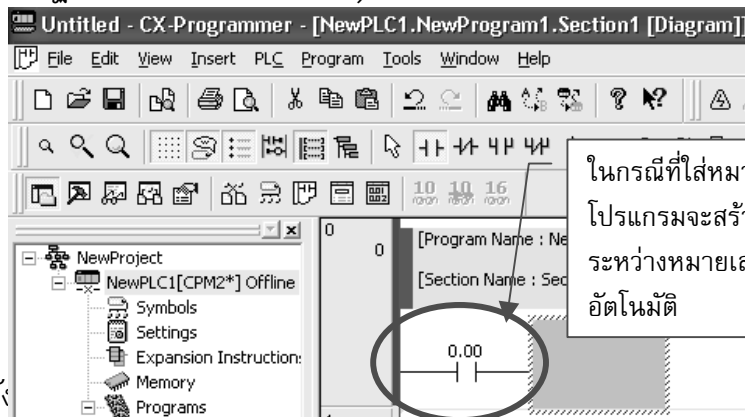 Untitled - CX-Programmer - [NewPLC1.NewProgram1.Section1 [Diagram]]
File Edit View Insert PLC Program Tools Window Help
10 10 16
ในกรณีที่ใส่หมา
โปรแกรมจะสร้า
ระหว่างหมายเล
อัตโนมัติ
NewProject
NewPLC1[CPM2*] Offline
Symbols
Settings
Expansion Instruction:
Memory
Programs
0
0
[Program Name : Ne
[Section Name : Sec
0.00